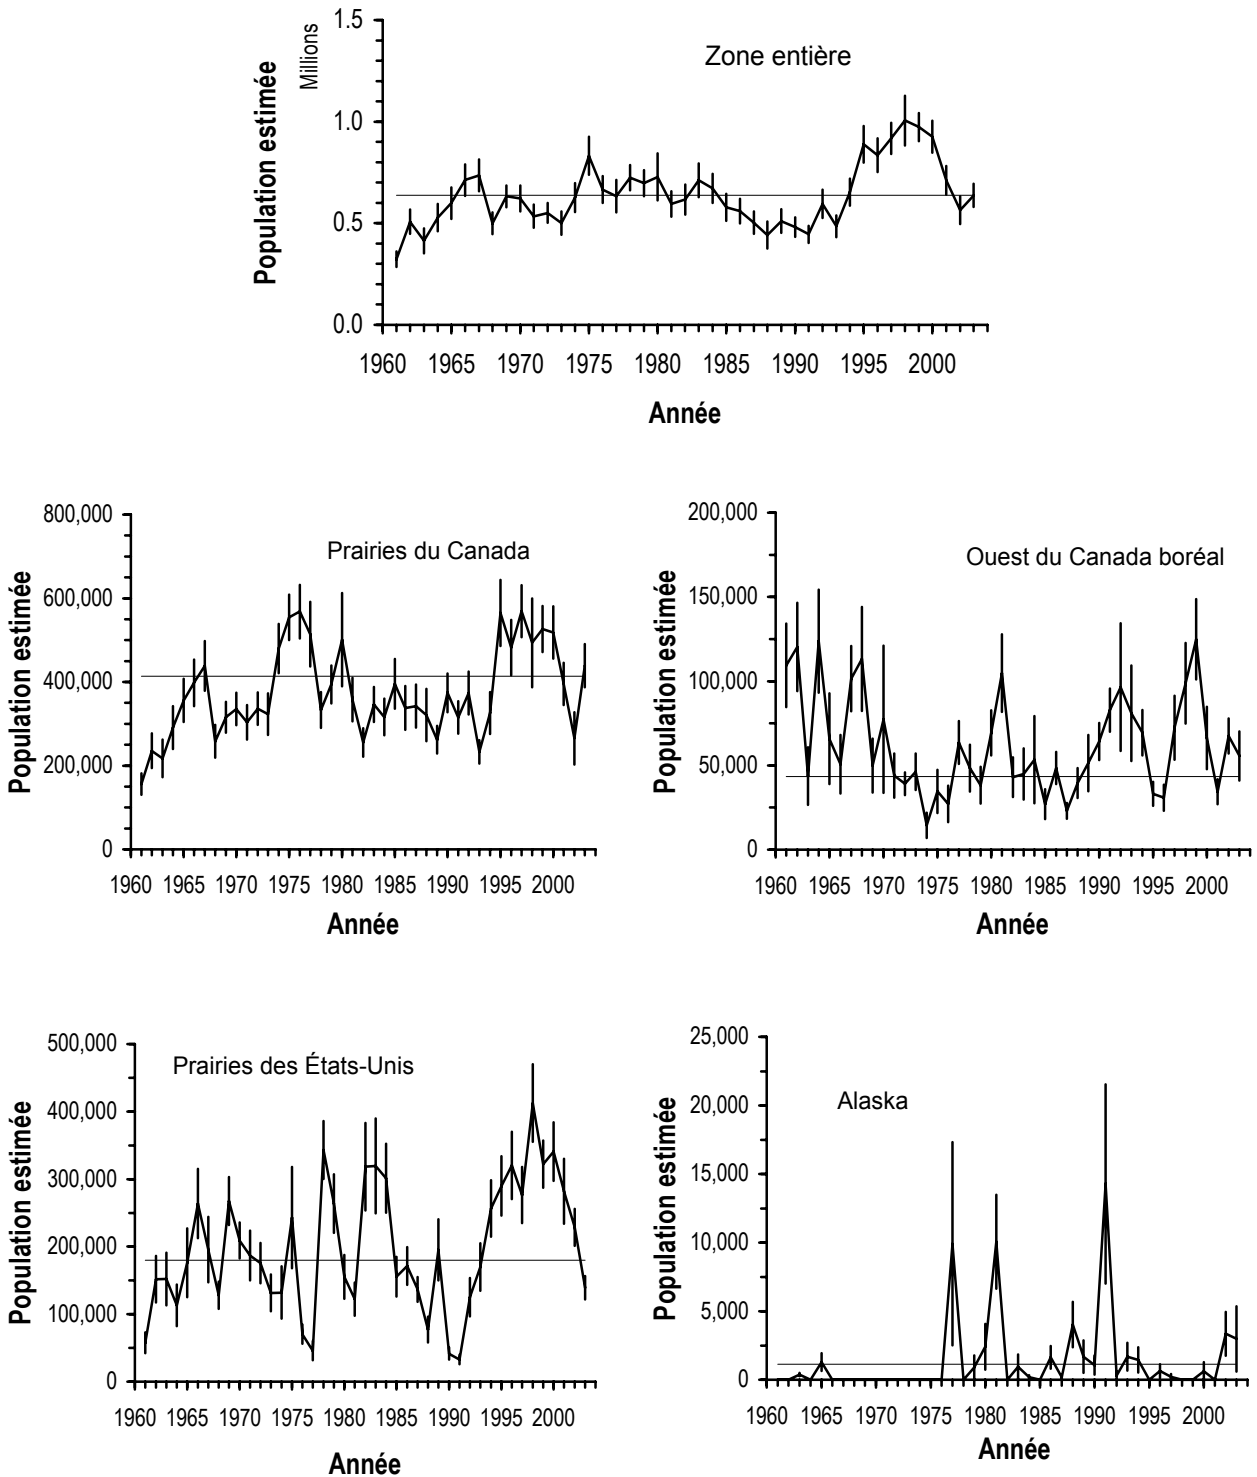 Zone entière
Population estimée
Millions
1.5
1.0
0.5
0.0
1960 1965 1970 1975 1980 1985 1990 1995 2000
Année
Prairies du Canada
Population estimée
800,000
600,000
400,000
200,000
0
1960 1965 1970 1975 1980 1985 1990 1995 2000
Année
Ouest du Canada boréal
Population estimée
200,000
150,000
100,000
50,000
0
1960 1965 1970 1975 1980 1985 1990 1995 2000
Année
Prairies des États-Unis
Population estimée
500,000
400,000
300,000
200,000
100,000
0
1960 1965 1970 1975 1980 1985 1990 1995 2000
Année
Alaska
Population estimée
25,000
20,000
15,000
10,000
5,000
0
1960 1965 1970 1975 1980 1985 1990 1995 2000
Année